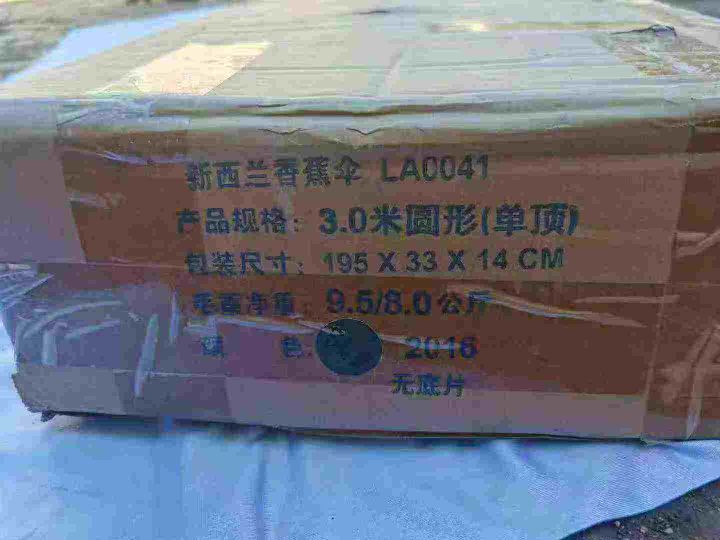 新西兰香蕉伞 LA0041
产品规格: 3.0米圆形(单顶)
包装尺寸: 195 X 33 X 14 CM
毛重净重: 9.5/8.0公斤
颜 色: 2016
无底片